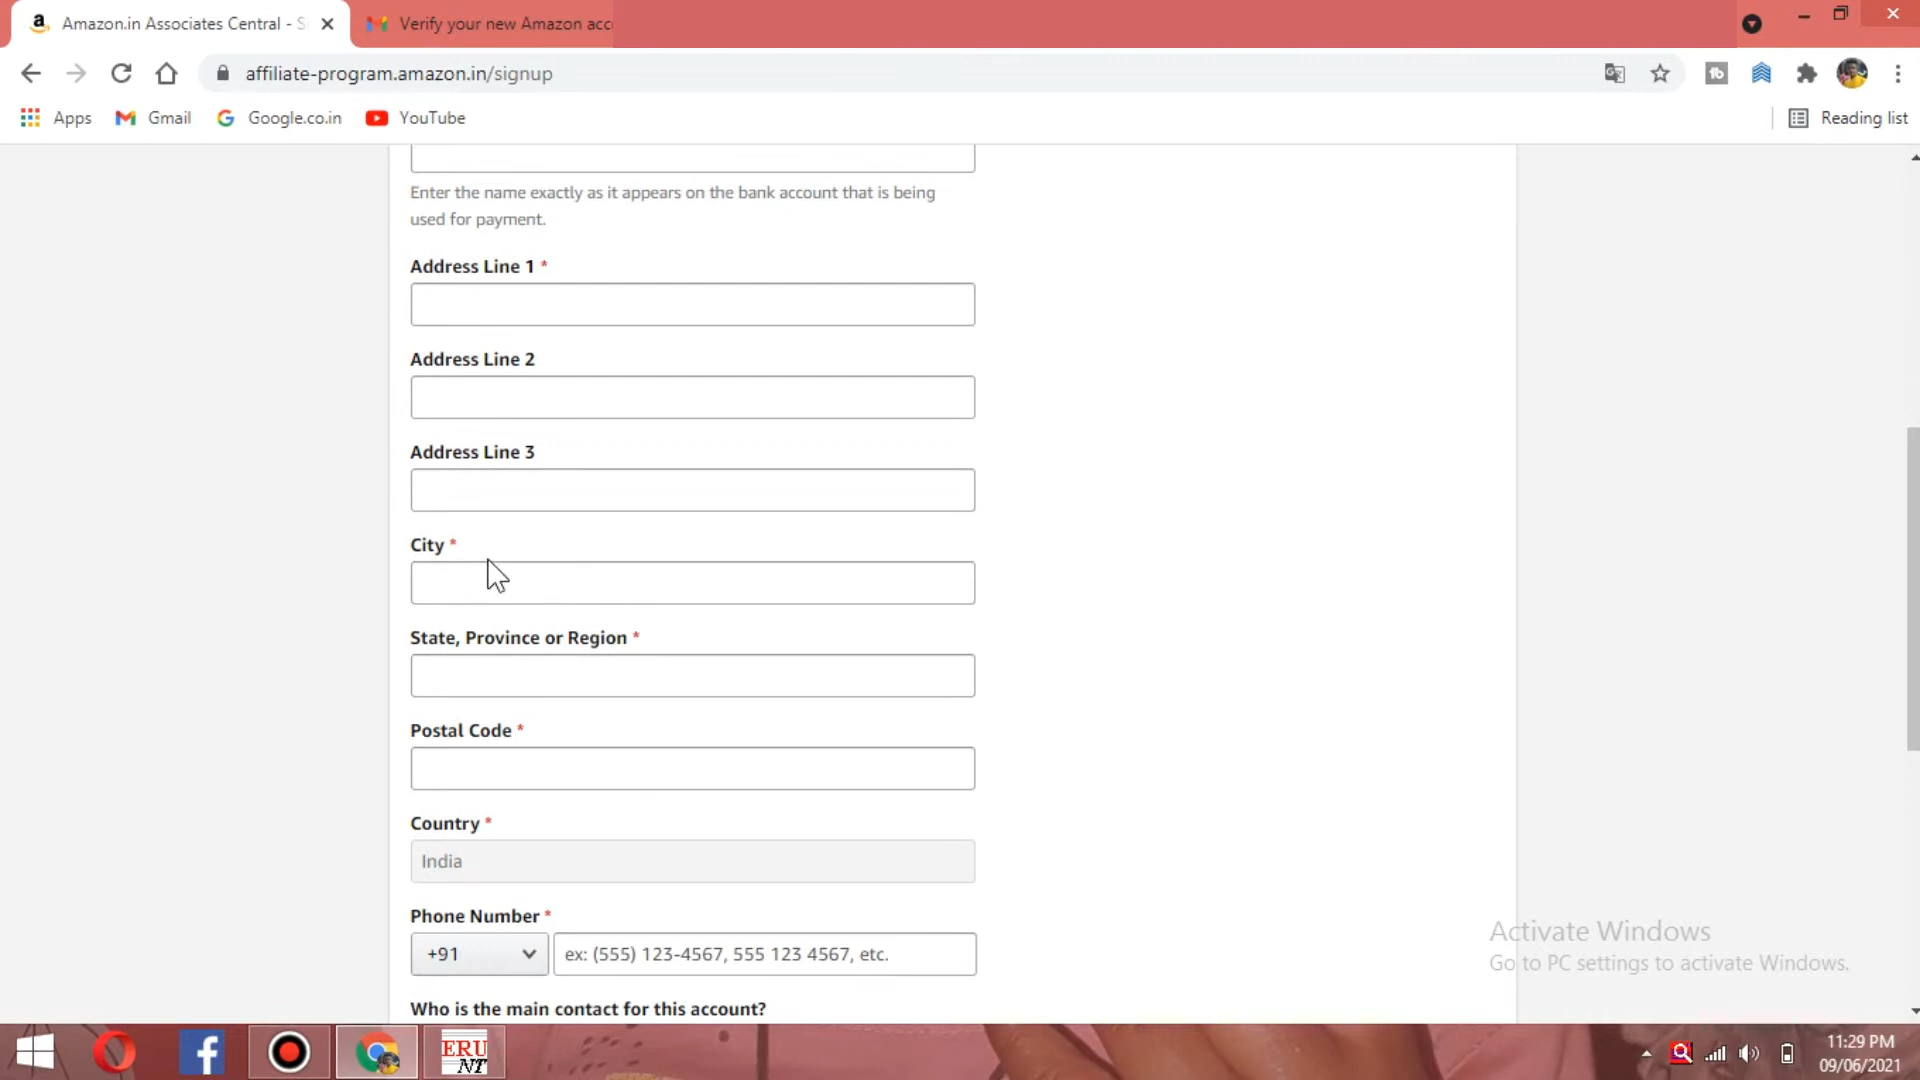 Amazon.in Associates Central - S
Verify your new Amazon acc
affiliate-program.amazon.in/signup
Apps
Gmail
Google.co.in
YouTube
Reading list
Enter the name exactly as it appears on the bank account that is being
used for payment.
Address Line 1 *
Address Line 2
Address Line 3
City *
State, Province or Region *
Postal Code *
Country *
India
Phone Number *
+91
ex: (555) 123-4567, 555 123 4567, etc.
Who is the main contact for this account?
Activate Windows
Go to PC settings to activate Windows.
ERU
NT
11:29 PM
09/06/2021